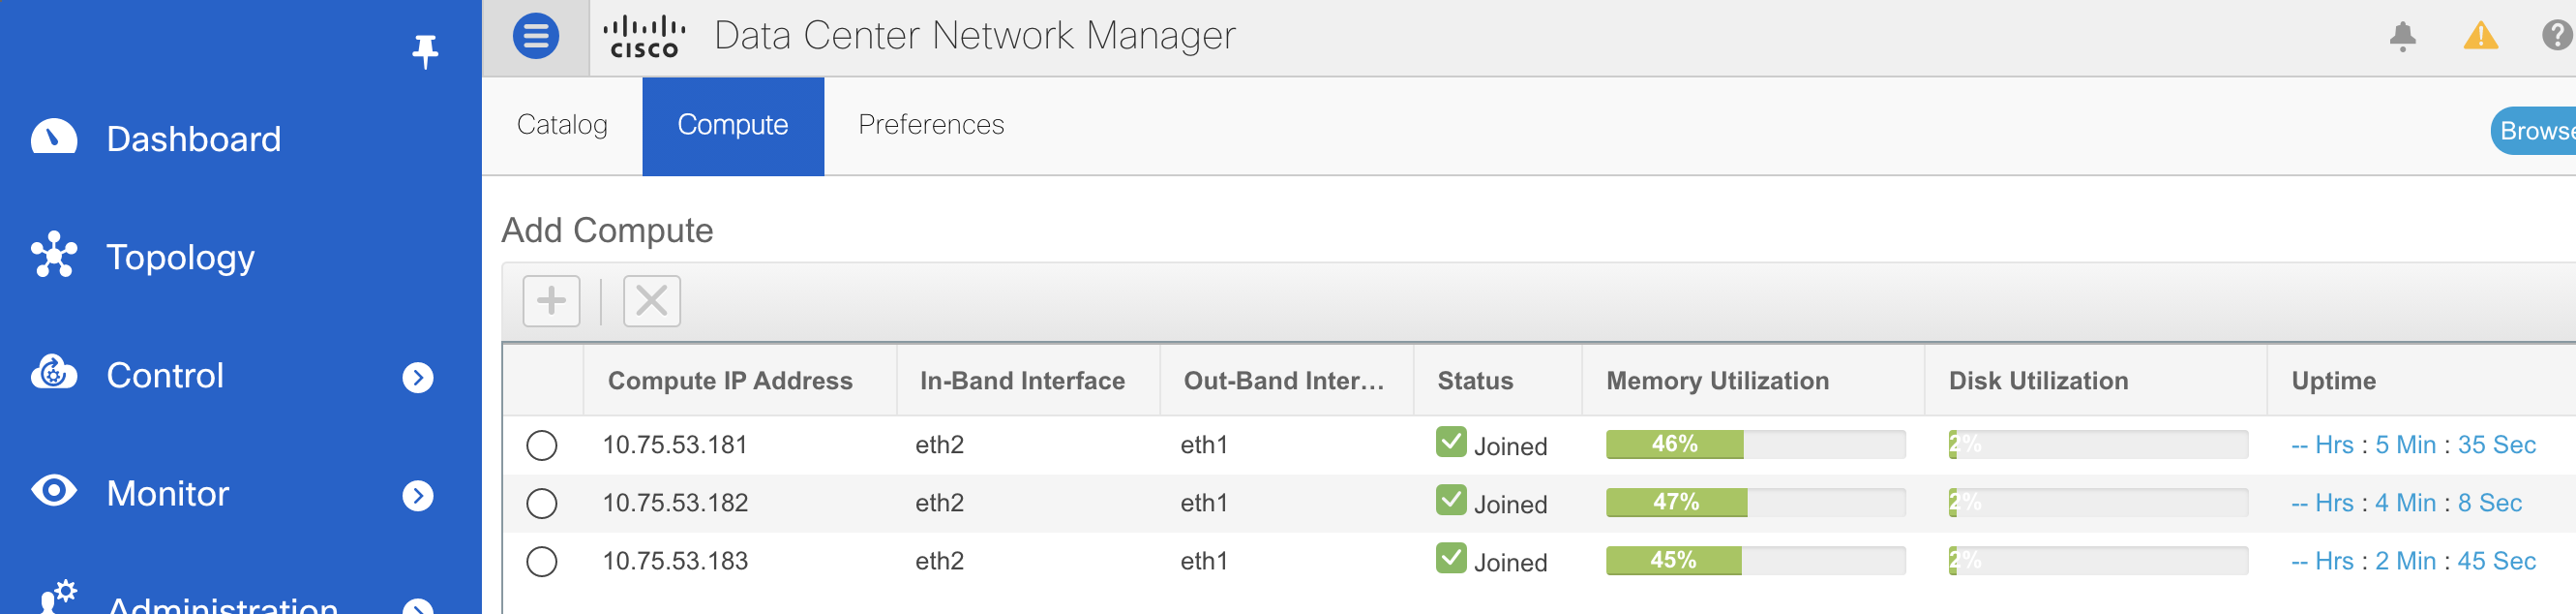 CISCO Data Center Network Manager
Dashboard
Topology
Control
Monitor
Administration
Catalog Compute Preferences
Browse
Add Compute
Compute IP Address In-Band Interface Out-Band Inter... Status Memory Utilization Disk Utilization Uptime
10.75.53.181 eth2 eth1 Joined 46% 2% -- Hrs : 5 Min : 35 Sec
10.75.53.182 eth2 eth1 Joined 47% 2% -- Hrs : 4 Min : 8 Sec
10.75.53.183 eth2 eth1 Joined 45% 2% -- Hrs : 2 Min : 45 Sec